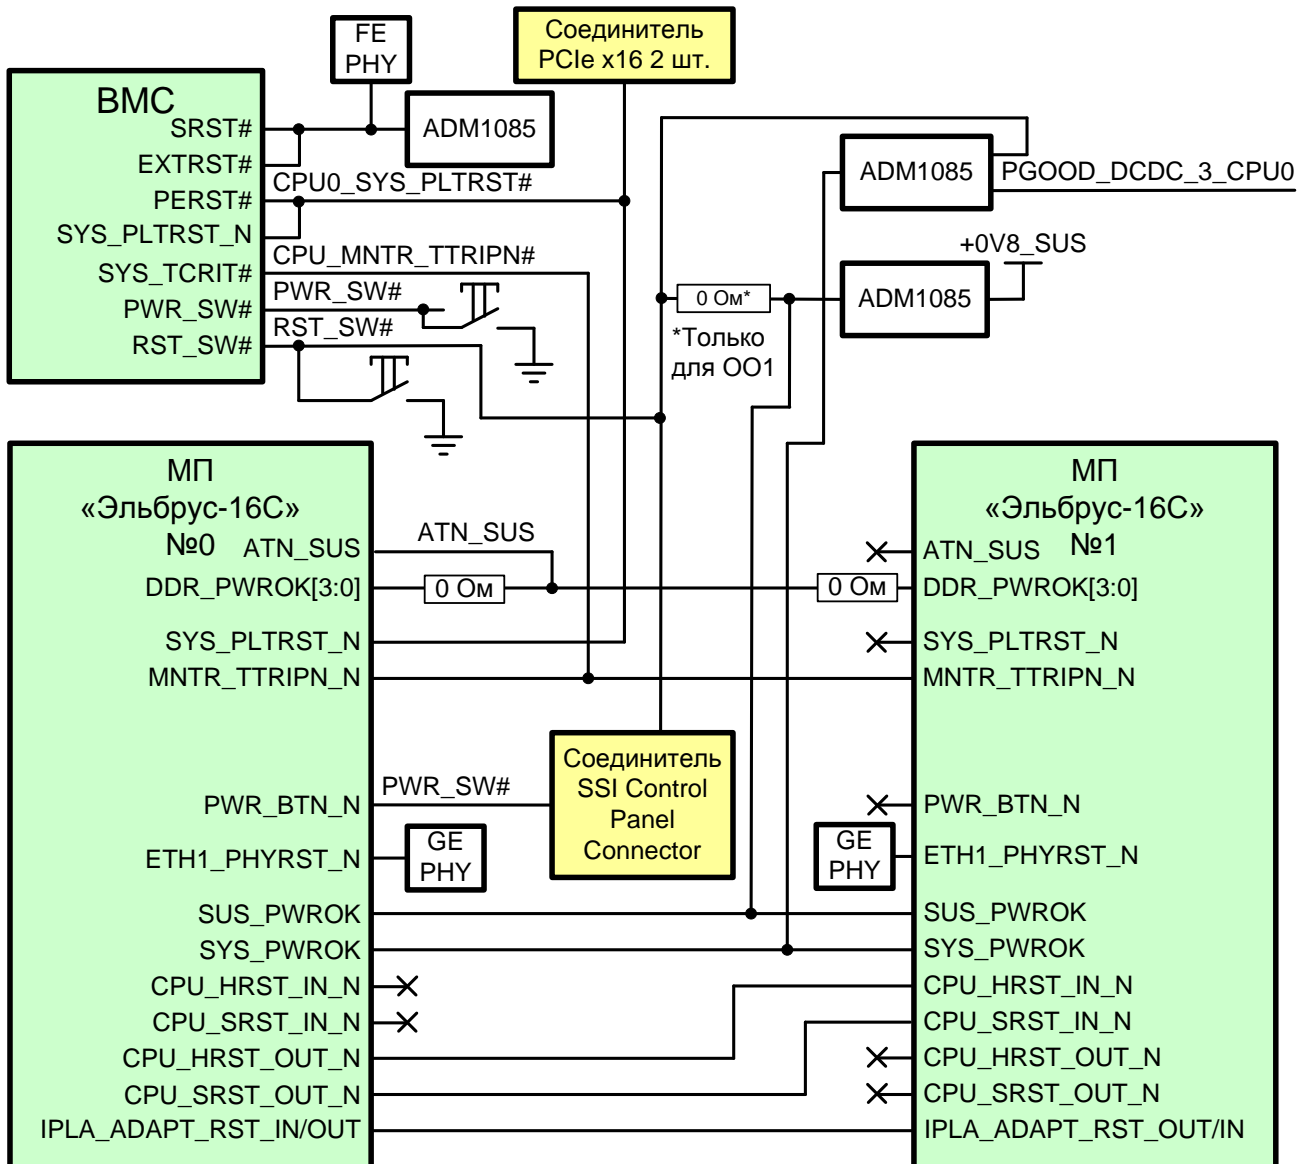 FE
PHY
Соединитель
PCIe x16 2 шт.
BMC
SRST#
EXTRST#
PERST#
SYS_PLTRST_N
SYS_TCRIT#
PWR_SW#
RST_SW#
ADM1085
CPU0_SYS_PLTRST#
CPU_MNTR_TTRIPN#
PWR_SW#
RST_SW#
ADM1085
PGOOD_DCDC_3_CPU0
+0V8_SUS
0 Ом*
ADM1085
*Только
для ОО1
МП
«Эльбрус-16С»
№0
ATN_SUS
DDR_PWROK[3:0]
SYS_PLTRST_N
MNTR_TTRIPN_N
PWR_BTN_N
ETH1_PHYRST_N
SUS_PWROK
SYS_PWROK
CPU_HRST_IN_N
CPU_SRST_IN_N
CPU_HRST_OUT_N
CPU_SRST_OUT_N
IPLA_ADAPT_RST_IN/OUT
ATN_SUS
0 Ом
0 Ом
PWR_SW#
Соединитель
SSI Control
Panel
Connector
GE
PHY
GE
PHY
МП
«Эльбрус-16С»
ATN_SUS №1
DDR_PWROK[3:0]
SYS_PLTRST_N
MNTR_TTRIPN_N
PWR_BTN_N
ETH1_PHYRST_N
SUS_PWROK
SYS_PWROK
CPU_HRST_IN_N
CPU_SRST_IN_N
CPU_HRST_OUT_N
CPU_SRST_OUT_N
IPLA_ADAPT_RST_OUT/IN